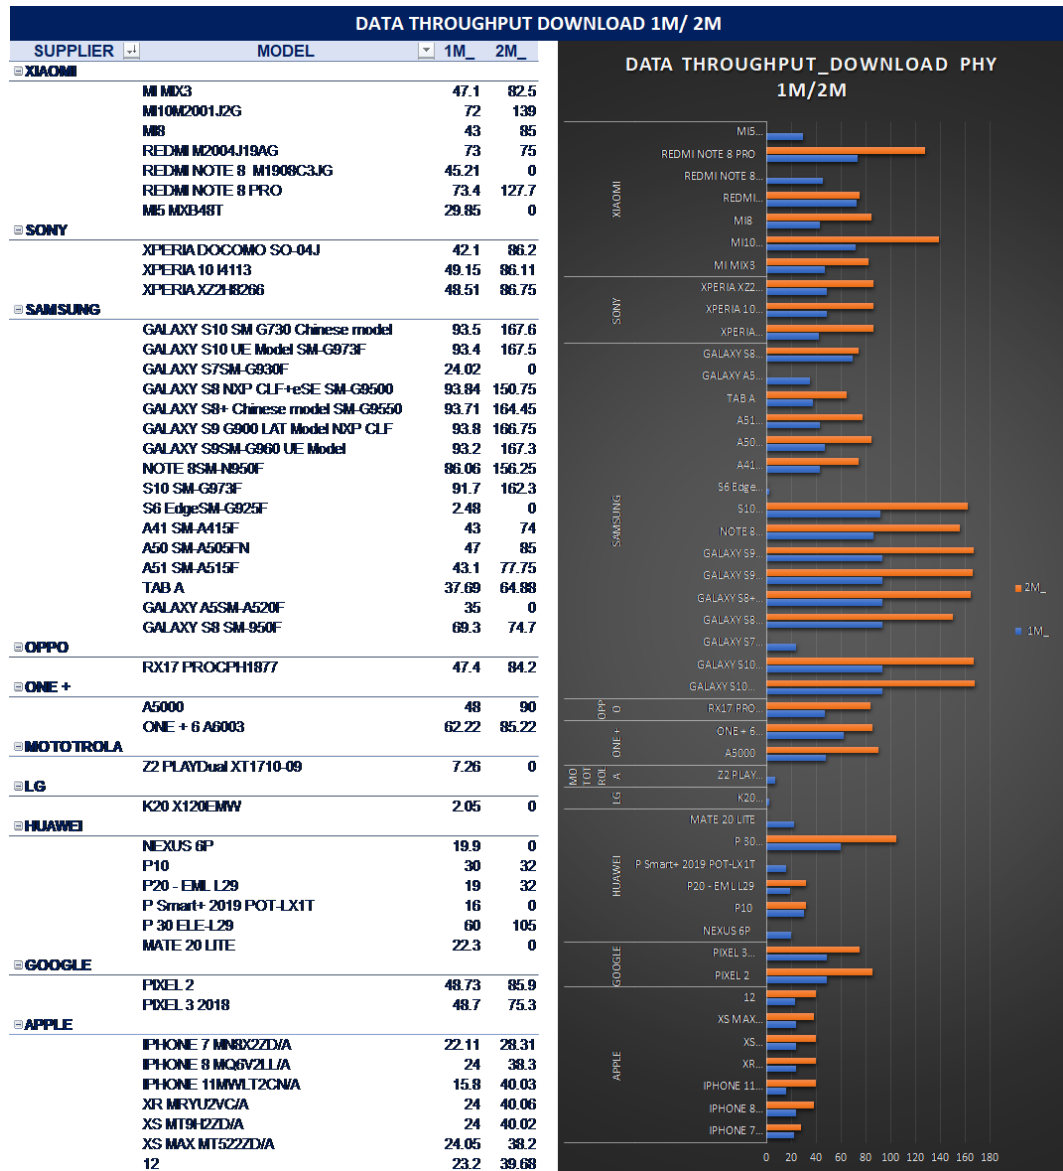 DATA THROUGHPUT DOWNLOAD 1M/ 2M
SUPPLIER MODEL 1M_ 2M_
XIAOMI
MI MIX3 47.1 82.5
MI10M2001J2G 72 139
MI8 43 85
REDMI M2004J19AG 73 75
REDMI NOTE 8 M1908C3JG 45.21 0
REDMI NOTE 8 PRO 73.4 127.7
MI5 MXB48T 29.85 0
SONY
XPERIA DOCOMO SO-04J 42.1 86.2
XPERIA 10 I4113 49.15 86.11
XPERIA XZ2H8266 48.51 86.75
SAMSUNG
GALAXY S10 SM G730 Chinese model 93.5 167.6
GALAXY S10 UE Model SM-G973F 93.4 167.5
GALAXY S7SM-G930F 24.02 0
GALAXY S8 NXP CLF+eSE SM-G9500 93.84 150.75
GALAXY S8+ Chinese model SM-G9550 93.71 164.45
GALAXY S9 G900 LAT Model NXP CLF 93.8 166.75
GALAXY S9SM-G960 UE Model 93.2 167.3
NOTE 8SM-N950F 86.06 156.25
S10 SM-G973F 91.7 162.3
S6 EdgeSM-G925F 2.48 0
A41 SM-A415F 43 74
A50 SM-A505FN 47 85
A51 SM-A515F 43.1 77.75
TAB A 37.69 64.88
GALAXY A5SM-A520F 35 0
GALAXY S8 SM-950F 69.3 74.7
OPPO
RX17 PROCPH1877 47.4 84.2
ONE +
A5000 48 90
ONE + 6 A6003 62.22 85.22
MOTOTROLA
Z2 PLAYDual XT1710-09 7.26 0
LG
K20 X120EMW 2.05 0
HUAWEI
NEXUS 6P 19.9 0
P10 30 32
P20 - EML L29 19 32
P Smart+ 2019 POT-LX1T 16 0
P 30 ELE-L29 60 105
MATE 20 LITE 22.3 0
GOOGLE
PIXEL 2 48.73 85.9
PIXEL 3 2018 48.7 75.3
APPLE
IPHONE 7 MN8X2ZD/A 22.11 28.31
IPHONE 8 MQ6V2LL/A 24 38.3
IPHONE 11MWLT2CN/A 15.8 40.03
XR MRYU2VC/A 24 40.06
XS MT9H2ZD/A 24 40.02
XS MAX MT522ZD/A 24.05 38.2
12 23.2 39.68
DATA THROUGHPUT_DOWNLOAD PHY
1M/2M
XIAOMI
MI5...
REDMI NOTE 8 PRO
REDMI NOTE 8...
REDMI...
MI8
MI10...
MI MIX3
SONY
XPERIA XZ2...
XPERIA 10...
XPERIA...
SAMSUNG
GALAXY S8...
GALAXY A5...
TAB A
A51...
A50...
A41...
S6 Edge...
S10...
NOTE 8...
GALAXY S9...
GALAXY S9...
GALAXY S8+...
GALAXY S8...
GALAXY S7...
GALAXY S10...
GALAXY S10...
OPP
O
RX17 PRO...
ONE +
ONE + 6...
A5000
MO
TOT
ROL
A
Z2 PLAY...
LG
K20...
HUAWEI
MATE 20 LITE
P 30...
P Smart+ 2019 POT-LX1T
P20 - EML L29
P10
NEXUS 6P
GOOGLE
PIXEL 3...
PIXEL 2
APPLE
12
XS MAX...
XS...
XR...
IPHONE 11...
IPHONE 8...
IPHONE 7...
0 20 40 60 80 100 120 140 160 180
2M_
1M_